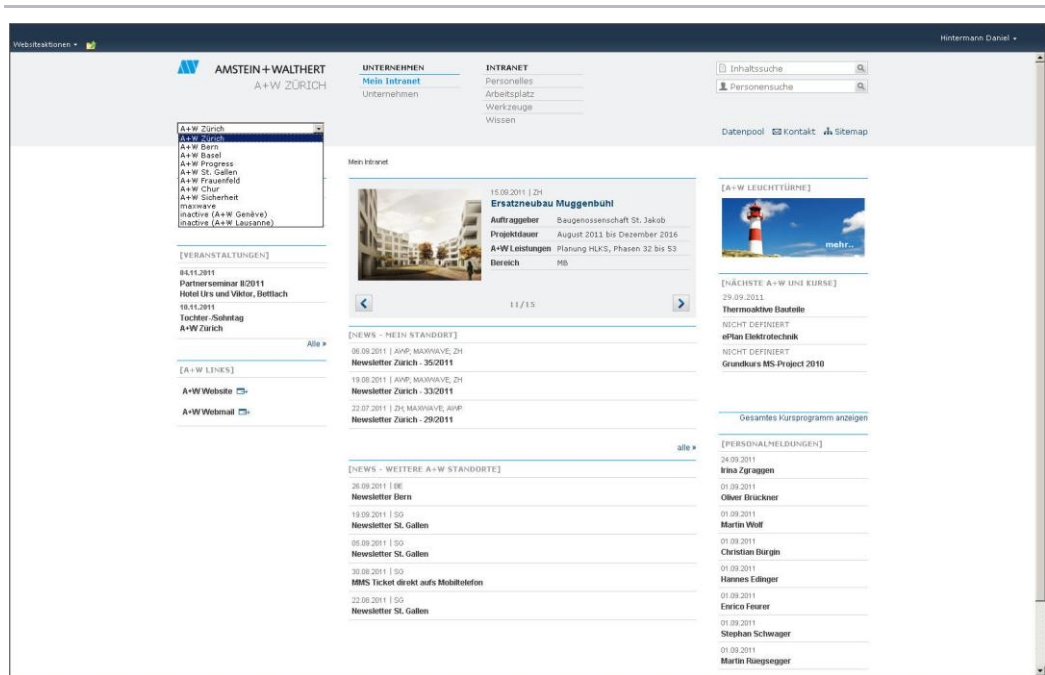 Websiteaktionen
Hintermann Daniel
AMSTEIN + WALTHERT
A+W ZÜRICH
UNTERNEHMEN
Mein Intranet
Unternehmen
INTRANET
Personelles
Arbeitsplatz
Werkzeuge
Wissen
Inhaltssuche
Personensuche
Datenpool Kontakt Sitemap
A+W Zürich
A+W Zürich
A+W Bern
A+W Basel
A+W Progress
A+W St. Gallen
A+W Frauenfeld
A+W Chur
A+W Sicherheit
maxwave
inactive (A+W Genève)
inactive (A+W Lausanne)
[VERANSTALTUNGEN]
04.11.2011
Partnerseminar II/2011
Hotel Urs und Viktor, Bettlach
10.11.2011
Tochter-/Sohntag
A+W Zürich
Alle »
[A+W LINKS]
A+W Website
A+W Webmail
Mein Intranet
15.09.2011 | ZH
Ersatzneubau Muggenbühl
Auftraggeber Baugenossenschaft St. Jakob
Projektdauer August 2011 bis Dezember 2016
A+W Leistungen Planung HLKS, Phasen 32 bis 53
Bereich MB
11/15
[NEWS - MEIN STANDORT]
06.09.2011 | AWP; MAXWAVE; ZH
Newsletter Zürich - 35/2011
19.08.2011 | AWP; MAXWAVE; ZH
Newsletter Zürich - 33/2011
22.07.2011 | ZH; MAXWAVE; AWP
Newsletter Zürich - 29/2011
alle »
[NEWS - WEITERE A+W STANDORTE]
26.09.2011 | BE
Newsletter Bern
19.09.2011 | SG
Newsletter St. Gallen
05.09.2011 | SG
Newsletter St. Gallen
30.08.2011 | SG
MMS Ticket direkt aufs Mobiltelefon
22.08.2011 | SG
Newsletter St. Gallen
[A+W LEUCHTTÜRME]
mehr..
[NÄCHSTE A+W UNI KURSE]
29.09.2011
Thermoaktive Bauteile
NICHT DEFINIERT
ePlan Elektrotechnik
NICHT DEFINIERT
Grundkurs MS-Project 2010
Gesamtes Kursprogramm anzeigen
[PERSONALMELDUNGEN]
24.09.2011
Irina Zgraggen
01.09.2011
Oliver Brückner
01.09.2011
Martin Wolf
01.09.2011
Christian Bürgin
01.09.2011
Hannes Edinger
01.09.2011
Enrico Feurer
01.09.2011
Stephan Schwager
01.09.2011
Martin Rüegsegger